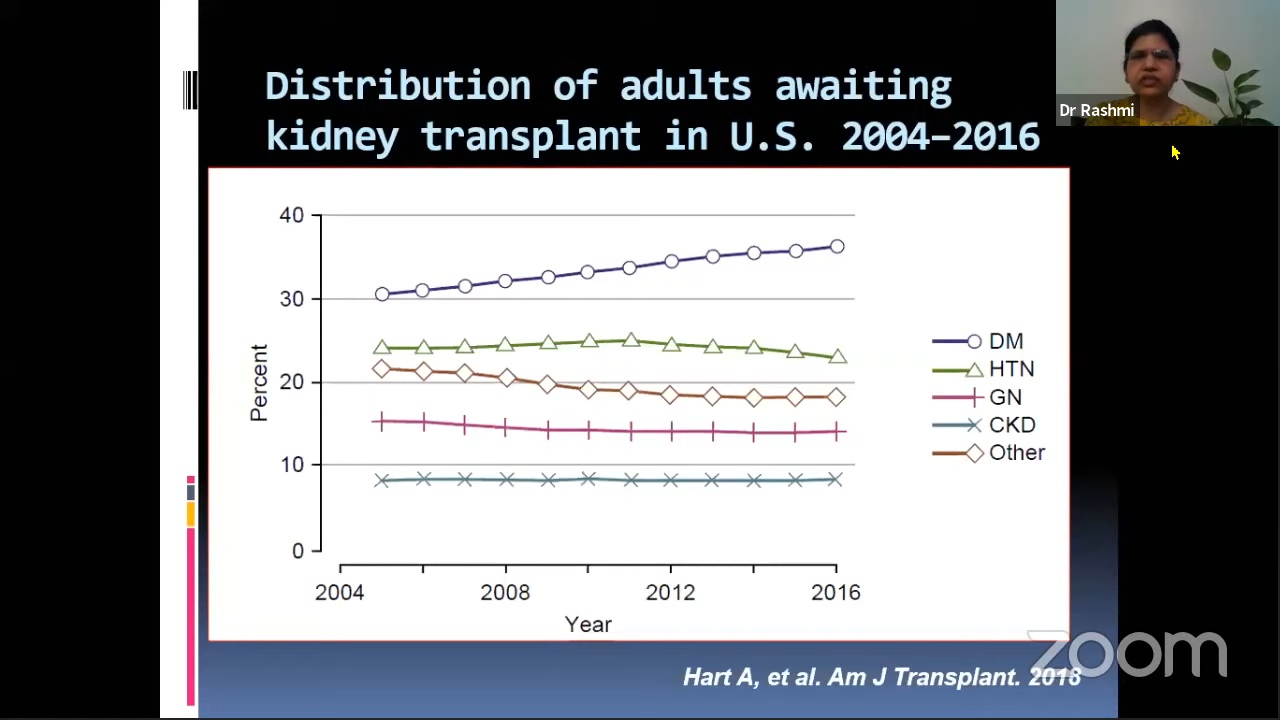 Distribution of adults awaiting
kidney transplant in U.S. 2004–2016
Dr Rashmi
40
30
20
10
0
Percent
2004
2008
2012
2016
Year
DM
HTN
GN
CKD
Other
Hart A, et al. Am J Transplant. 2018
zoom